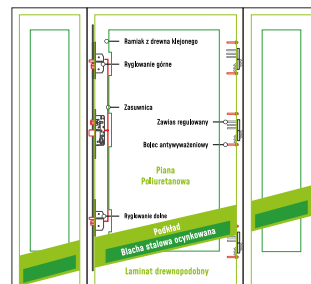 Ramiak z drewna klejonego
Ryglowanie górne
Zasuwnica
Zawias regulowany
Bolec antywyważeniowy
Piana
Poliuretanowa
Ryglowanie dolne
Podkład
Blacha stalowa ocynkowana
Laminat drewnopodobny